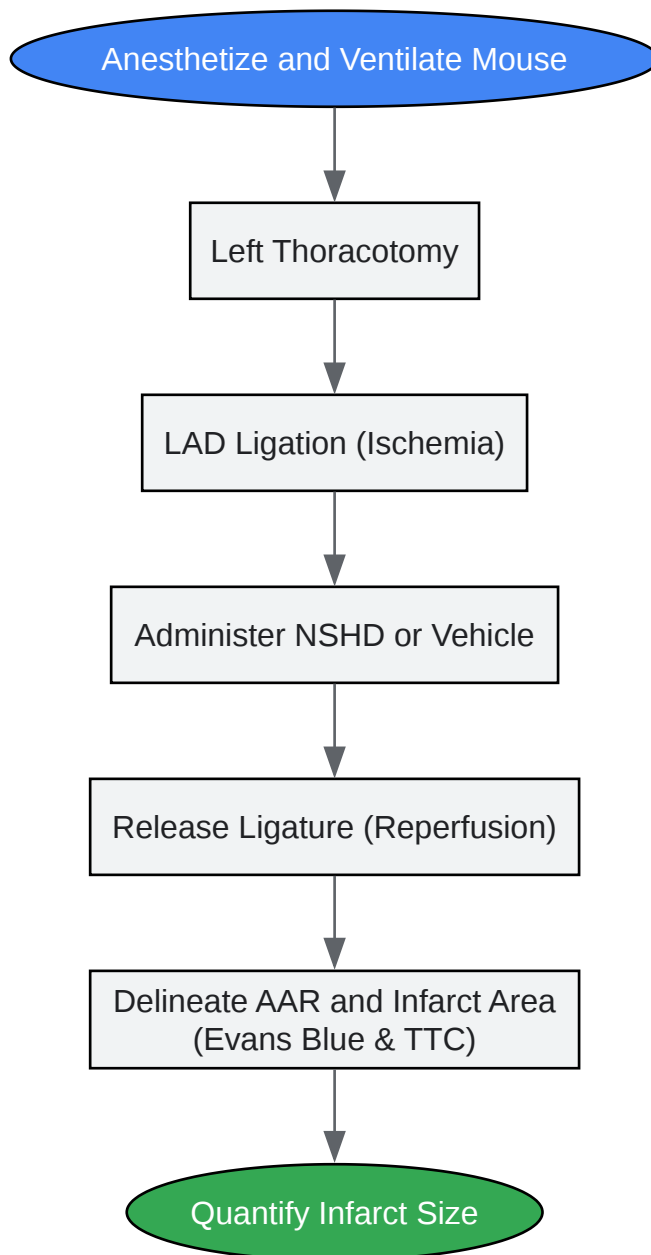 Anesthetize and Ventilate Mouse
Left Thoracotomy
LAD Ligation (Ischemia)
Administer NSHD or Vehicle
Release Ligature (Reperfusion)
Delineate AAR and Infarct Area
(Evans Blue & TTC)
Quantify Infarct Size